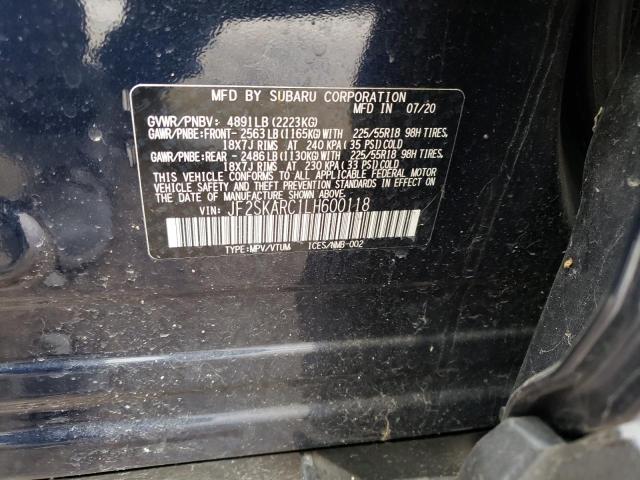 MFD BY SUBARU CORPORATION
MFD IN 07/20
GVWR/PNBV: 4891LB (2223KG)
GAWR/PNBE:FRONT- 2563LB (1165KG) WITH 225/55R18 98H TIRES.
18X7J RIMS AT 240 KPA (35 PSI) COLD
GAWR/PNBE:REAR - 2486LB (1130KG) WITH 225/55R18 98H TIRES.
18X7J RIMS AT 230 KPA (33 PSI) COLD
THIS VEHICLE CONFORMS TO ALL APPLICABLE FEDERAL MOTOR
VEHICLE SAFETY AND THEFT PREVENTION STANDARDS IN EFFECT ON
THE DATE OF MANUFACTURE SHOWN ABOVE.
VIN: JF2SKARC1LH600118
TYPE:MPV/VTUM ICES/NMB-002